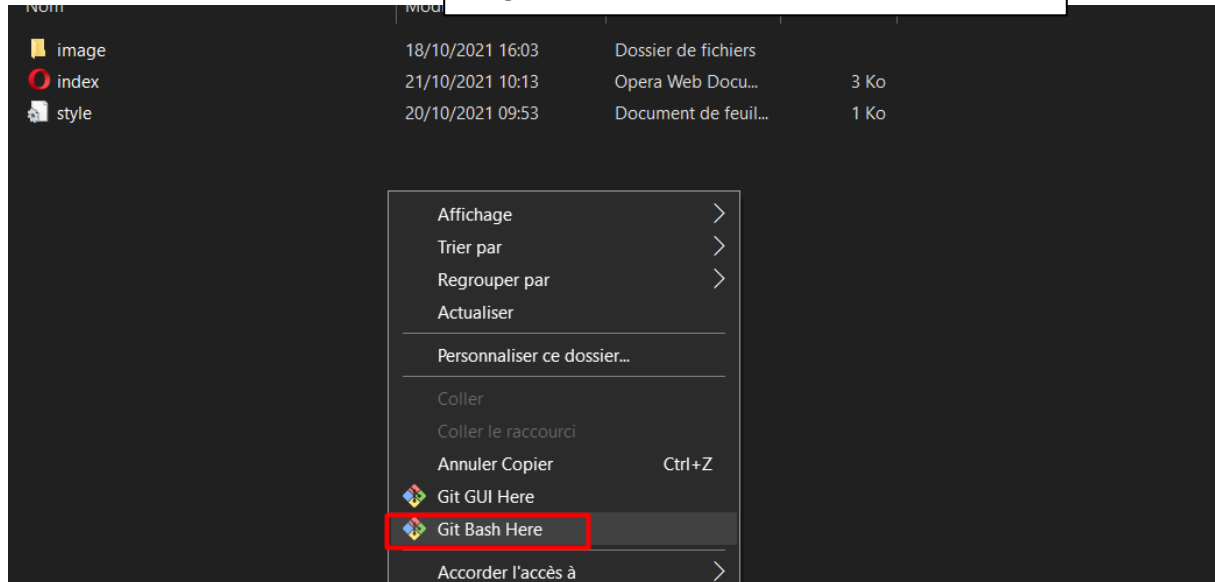 Nom Modi
image 18/10/2021 16:03 Dossier de fichiers
index 21/10/2021 10:13 Opera Web Docu... 3 Ko
style 20/10/2021 09:53 Document de feuil... 1 Ko
Affichage
Trier par
Regrouper par
Actualiser
Personnaliser ce dossier...
Coller
Coller le raccourci
Annuler Copier Ctrl+Z
Git GUI Here
Git Bash Here
Accorder l'accès à